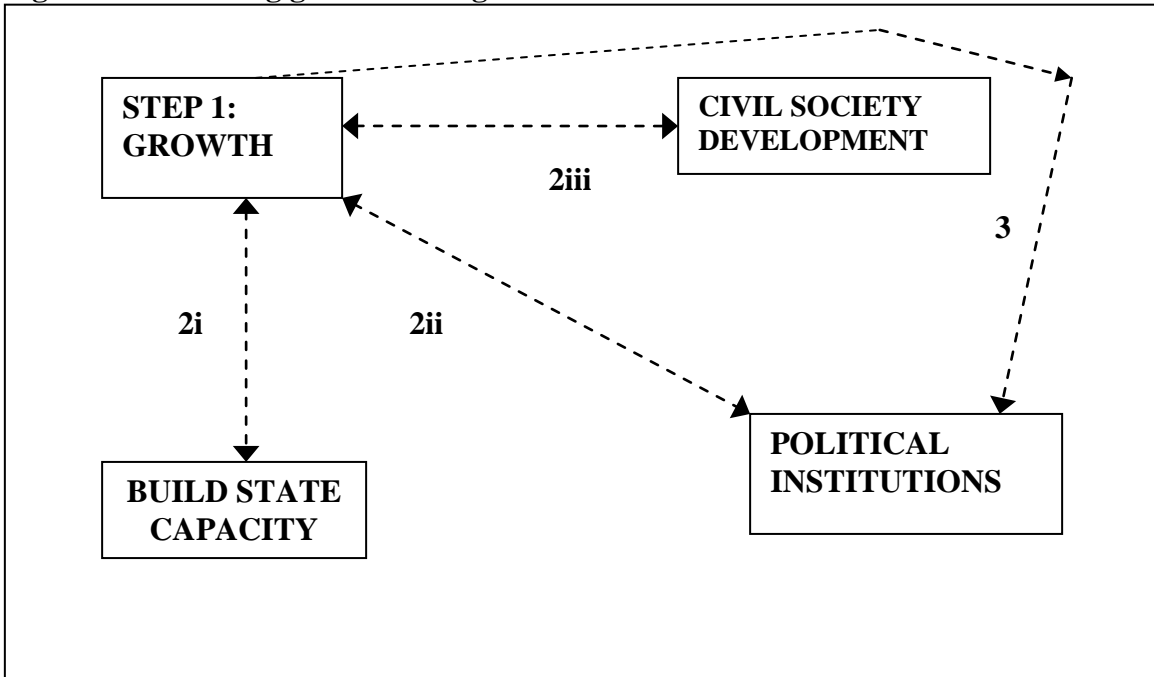 STEP 1:
GROWTH
CIVIL SOCIETY
DEVELOPMENT
2iii
3
2i
2ii
POLITICAL
INSTITUTIONS
BUILD STATE
CAPACITY